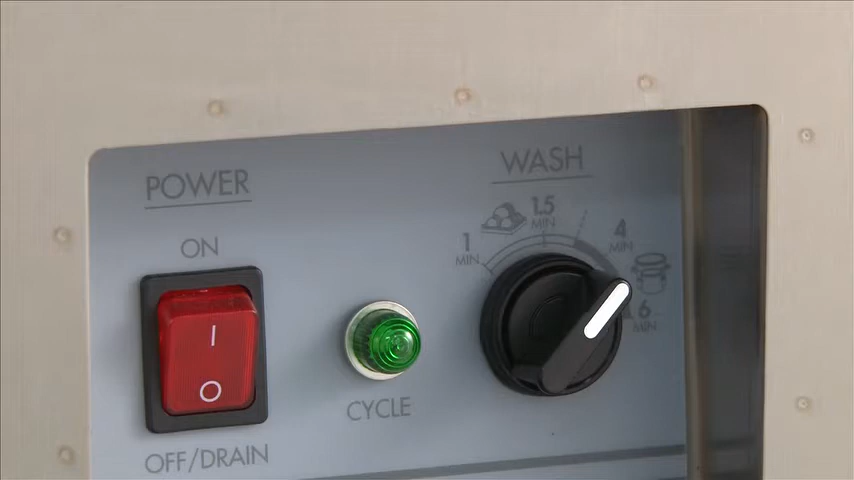 POWER
ON
I
O
OFF/DRAIN
CYCLE
WASH
1
MIN
1.5
MIN
4
MIN
6
MIN